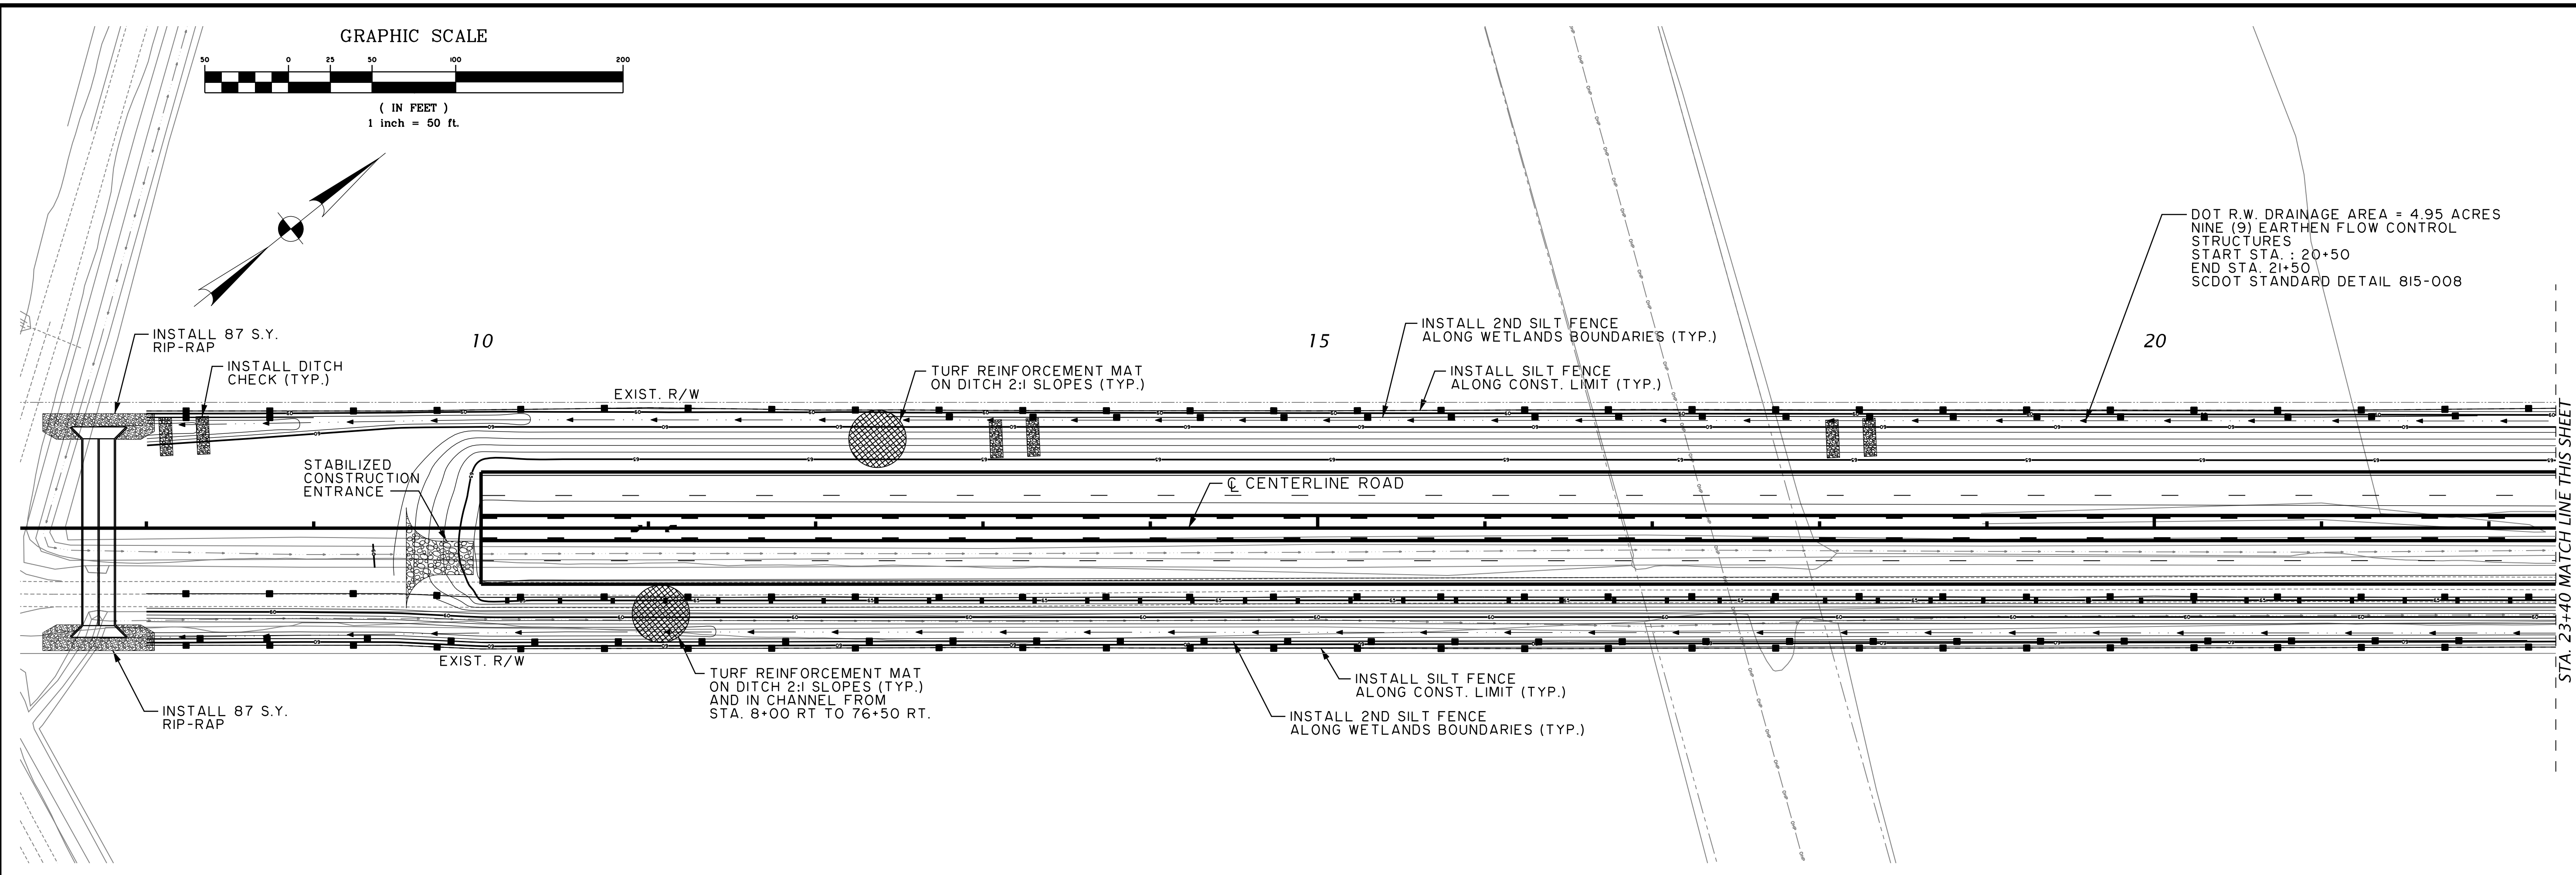 GRAPHIC SCALE
50 0 25 50 100 200
( IN FEET )
1 inch = 50 ft.
DOT R.W. DRAINAGE AREA = 4.95 ACRES
NINE (9) EARTHEN FLOW CONTROL
STRUCTURES
START STA. : 20+50
END STA. 21+50
SCDOT STANDARD DETAIL 815-008
INSTALL 87 S.Y.
RIP-RAP
10
15
20
INSTALL 2ND SILT FENCE
ALONG WETLANDS BOUNDARIES (TYP.)
INSTALL DITCH
CHECK (TYP.)
TURF REINFORCEMENT MAT
ON DITCH 2:1 SLOPES (TYP.)
INSTALL SILT FENCE
ALONG CONST. LIMIT (TYP.)
EXIST. R/W
STABILIZED
CONSTRUCTION
ENTRANCE
℄ CENTERLINE ROAD
STA. 23+40 MATCH LINE THIS SHEET
EXIST. R/W
TURF REINFORCEMENT MAT
ON DITCH 2:1 SLOPES (TYP.)
AND IN CHANNEL FROM
STA. 8+00 RT TO 76+50 RT.
INSTALL SILT FENCE
ALONG CONST. LIMIT (TYP.)
INSTALL 87 S.Y.
RIP-RAP
INSTALL 2ND SILT FENCE
ALONG WETLANDS BOUNDARIES (TYP.)